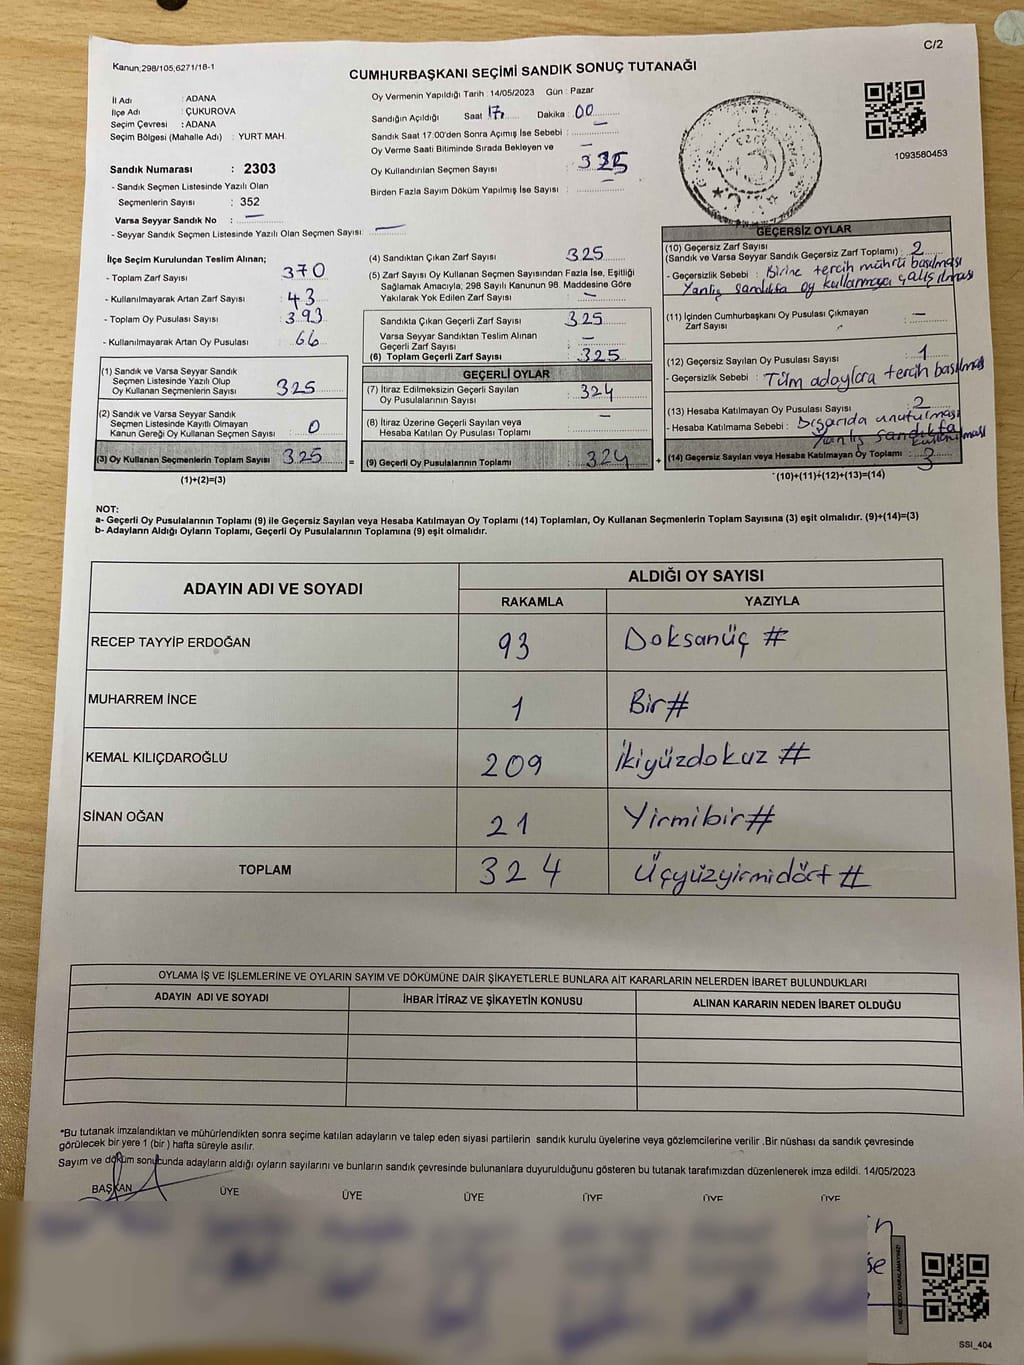 C/2
Kanun,298/105,6271/18-1
CUMHURBAŞKANI SEÇİMİ SANDIK SONUÇ TUTANAĞI
İl Adı : ADANA
İlçe Adı : ÇUKUROVA
Seçim Çevresi : ADANA
Seçim Bölgesi (Mahalle Adı) : YURT MAH.
Sandık Numarası : 2303
- Sandık Seçmen Listesinde Yazılı Olan
Seçmenlerin Sayısı : 352
Varsa Seyyar Sandık No : —
- Seyyar Sandık Seçmen Listesinde Yazılı Olan Seçmen Sayısı: —
Oy Vermenin Yapıldığı Tarih : 14/05/2023 Gün : Pazar
Sandığın Açıldığı Saat 17 Dakika : 00
Sandık Saat 17:00'den Sonra Açımış İse Sebebi : —
Oy Verme Saati Bitiminde Sırada Bekleyen ve —
Oy Kullandırılan Seçmen Sayısı : 325
Birden Fazla Sayım Döküm Yapılmış İse Sayısı : —
1093580453
İlçe Seçim Kurulundan Teslim Alınan;
- Toplam Zarf Sayısı : 370
- Kullanılmayarak Artan Zarf Sayısı : 43
- Toplam Oy Pusulası Sayısı : 393
- Kullanılmayarak Artan Oy Pusulası : 66
(1) Sandık ve Varsa Seyyar Sandık
Seçmen Listesinde Yazılı Olup
Oy Kullanan Seçmenlerin Sayısı : 325
(2) Sandık ve Varsa Seyyar Sandık
Seçmen Listesinde Kayıtlı Olmayan
Kanun Gereği Oy Kullanan Seçmen Sayısı : 0
(3) Oy Kullanan Seçmenlerin Toplam Sayısı : 325 =
(1)+(2)=(3)
(4) Sandıktan Çıkan Zarf Sayısı : 325
(5) Zarf Sayısı Oy Kullanan Seçmen Sayısından Fazla İse, Eşitliği
Sağlamak Amacıyla, 298 Sayılı Kanunun 98. Maddesine Göre
Yakılarak Yok Edilen Zarf Sayısı : —
Sandıkta Çıkan Geçerli Zarf Sayısı : 325
Varsa Seyyar Sandıktan Teslim Alınan
Geçerli Zarf Sayısı : —
(6) Toplam Geçerli Zarf Sayısı : 325
GEÇERLİ OYLAR
(7) İtiraz Edilmeksizin Geçerli Sayılan
Oy Pusulasının Sayısı : 324
(8) İtiraz Üzerine Geçerli Sayılan veya
Hesaba Katılan Oy Pusulası Toplamı : —
(9) Geçerli Oy Pusulalarının Toplamı : 324 +
GEÇERSİZ OYLAR
(10) Geçersiz Zarf Sayısı
(Sandık ve Varsa Seyyar Sandık Geçersiz Zarf Toplamı) : 2
- Geçersizlik Sebebi : Birine tercih mührü basılması
Yanlış sandıkta oy kullanmaya çalışılması
(11) İçinden Cumhurbaşkanı Oy Pusulası Çıkmayan
Zarf Sayısı : —
(12) Geçersiz Sayılan Oy Pusulası Sayısı : 1
- Geçersizlik Sebebi : Tüm adaylara tercih basılması
(13) Hesaba Katılmayan Oy Pusulası Sayısı : 2
- Hesaba Katılmama Sebebi : Dışarıda unutulması
Yanlış sandıkta
kullanılması
(14) Geçersiz Sayılan veya Hesaba Katılmayan Oy Toplamı : 3
(10)+(11)+(12)+(13)=(14)
NOT:
a- Geçerli Oy Pusulalarının Toplamı (9) ile Geçersiz Sayılan veya Hesaba Katılmayan Oy Toplamı (14) Toplamları, Oy Kullanan Seçmenlerin Toplam Sayısına (3) eşit olmalıdır. (9)+(14)=(3)
b- Adayların Aldığı Oyların Toplamı, Geçerli Oy Pusulalarının Toplamına (9) eşit olmalıdır.
ADAYIN ADI VE SOYADI ALDIĞI OY SAYISI
RAKAMLA YAZIYLA
RECEP TAYYİP ERDOĞAN 93 Doksanüç #
MUHARREM İNCE 1 Bir#
KEMAL KILIÇDAROĞLU 209 İkiyüzdokuz #
SİNAN OĞAN 21 Yirmibir#
TOPLAM 324 Üçyüzyirmidört #
OYLAMA İŞ VE İŞLEMLERİNE VE OYLARIN SAYIM VE DÖKÜMÜNE DAİR ŞİKAYETLERLE BUNLARA AİT KARARLARIN NELERDEN İBARET BULUNDUKLARI
ADAYIN ADI VE SOYADI İHBAR İTİRAZ VE ŞİKAYETİN KONUSU ALINAN KARARIN NEDEN İBARET OLDUĞU
*Bu tutanak imzalandıktan ve mühürlendikten sonra seçime katılan adayların ve talep eden siyasi partilerin sandık kurulu üyelerine veya gözlemcilerine verilir .Bir nüshası da sandık çevresinde
görülecek bir yere 1 (bir) hafta süreyle asılır.
Sayım ve döküm sonucunda adayların aldığı oyların sayılarını ve bunların sandık çevresinde bulunanlara duyurulduğunu gösteren bu tutanak tarafımızdan düzenlenerek imza edildi. 14/05/2023
BAŞKAN ÜYE ÜYE ÜYE ÜYE ÜYE ÜYE
SSI_404